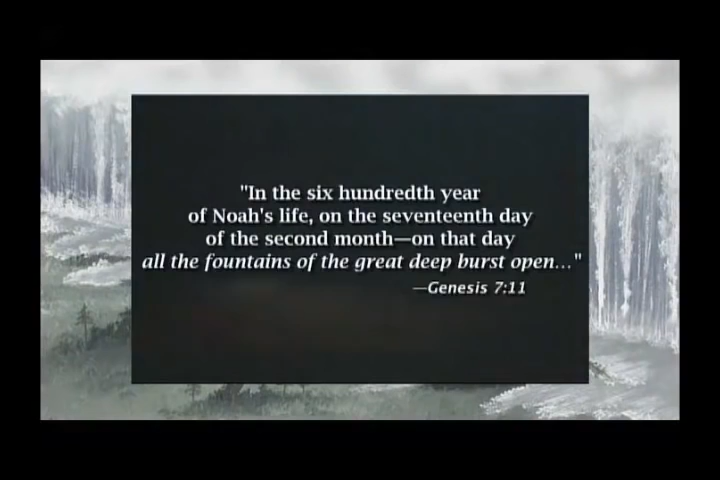 "In the six hundredth year
of Noah's life, on the seventeenth day
of the second month—on that day
all the fountains of the great deep burst open..."
—Genesis 7:11